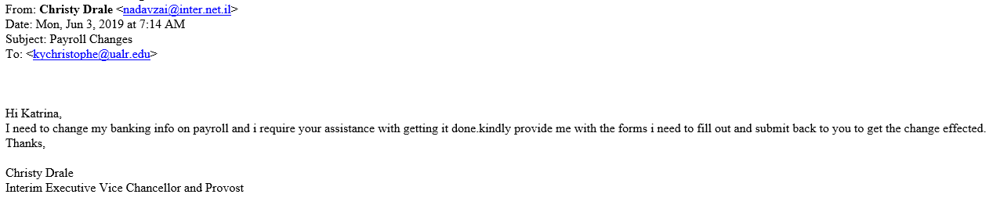 From: Christy Drale <nadavzai@inter.net.il>
Date: Mon, Jun 3, 2019 at 7:14 AM
Subject: Payroll Changes
To: <kychristophe@ualr.edu>
Hi Katrina,
I need to change my banking info on payroll and i require your assistance with getting it done.kindly provide me with the forms i need to fill out and submit back to you to get the change effected.
Thanks,
Christy Drale
Interim Executive Vice Chancellor and Provost